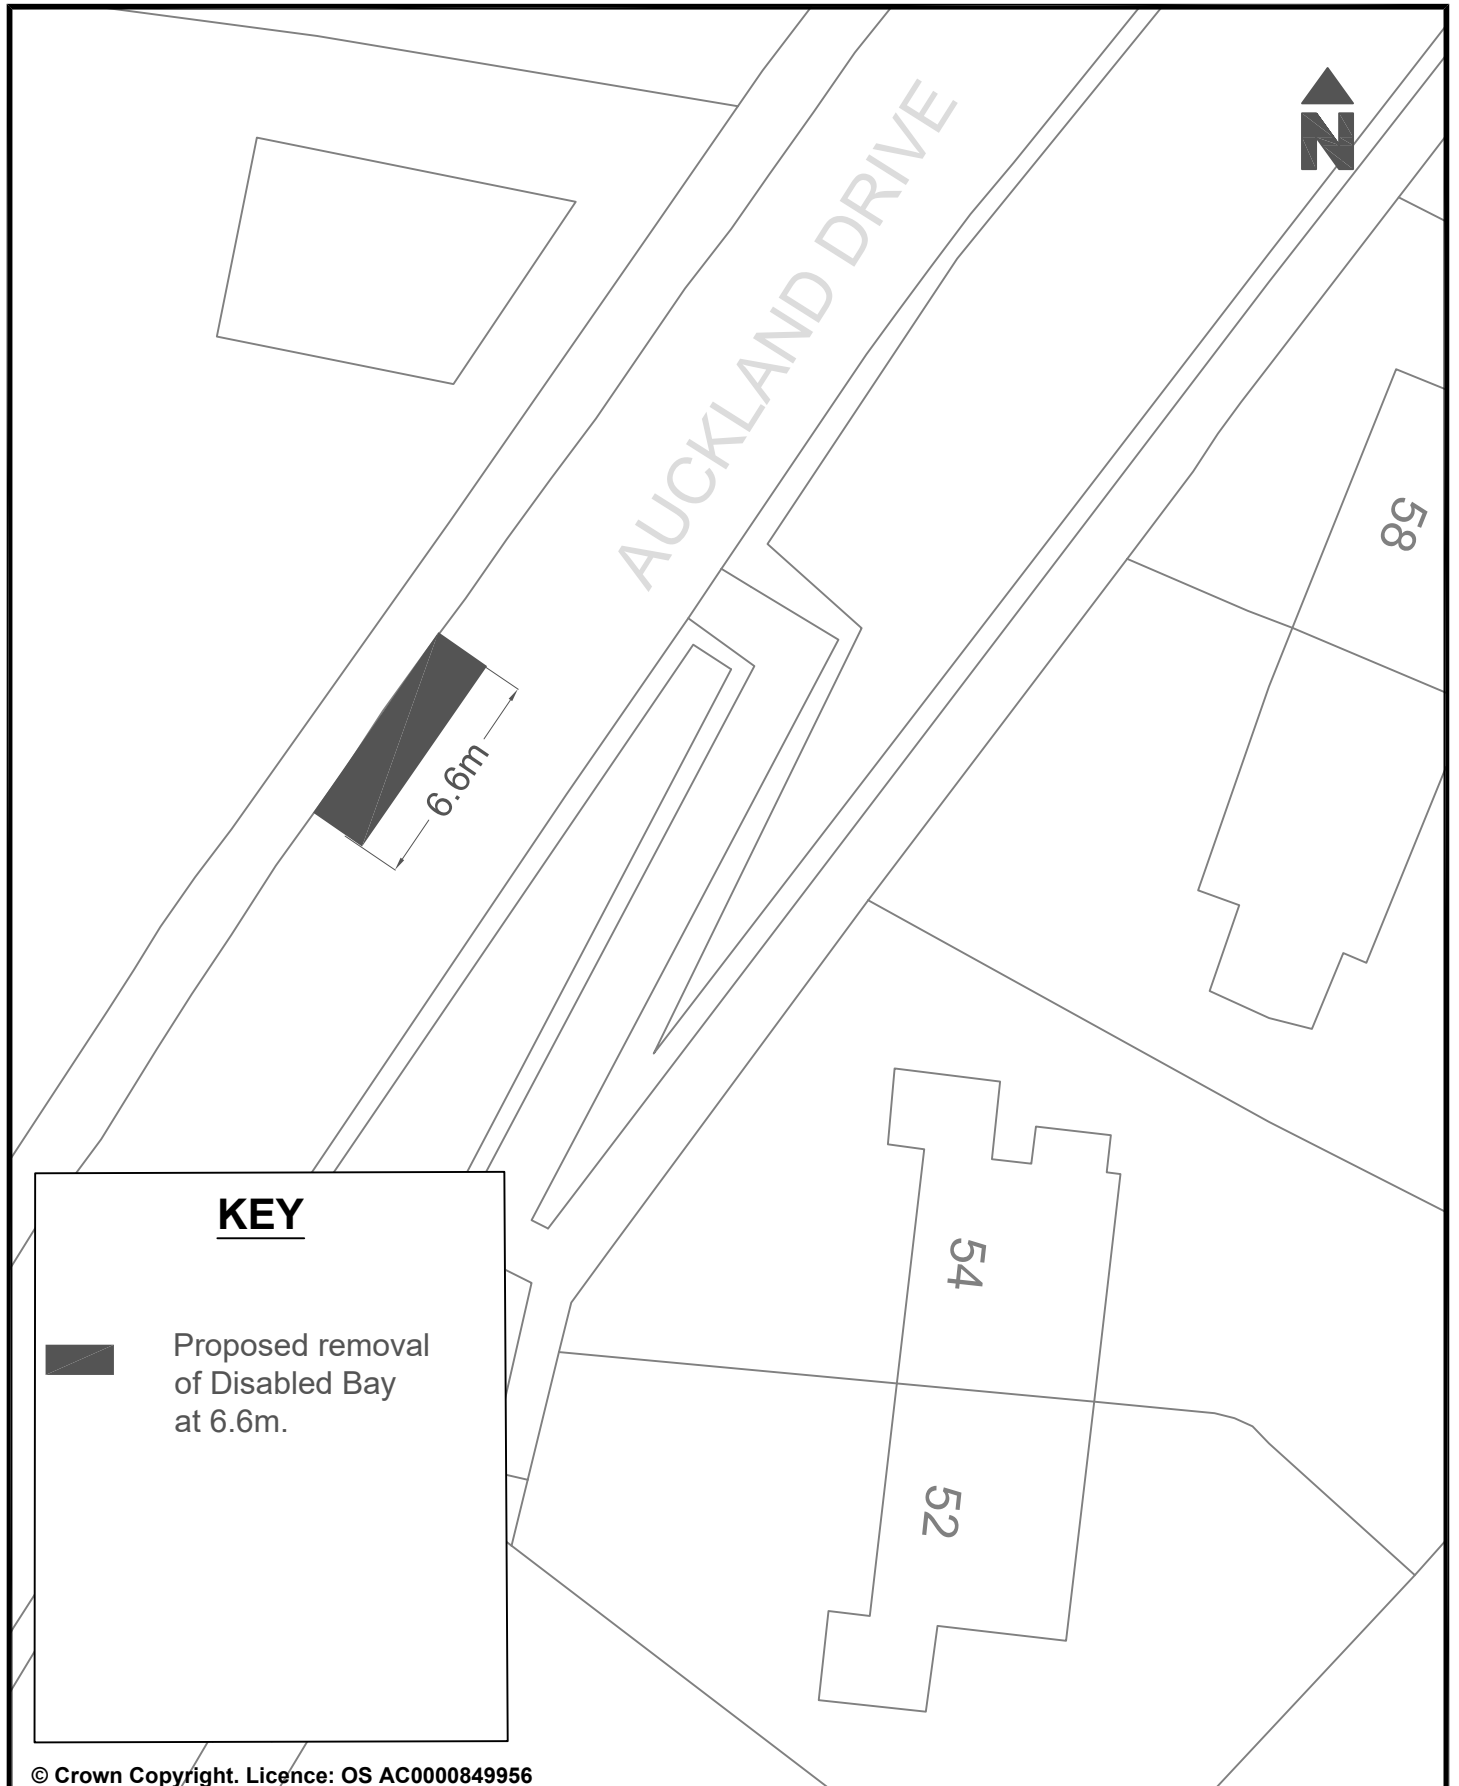 N
AUCKLAND DRIVE
58
6.6m
54
52
KEY
Proposed removal
of Disabled Bay
at 6.6m.
© Crown Copyright. Licence: OS AC0000849956